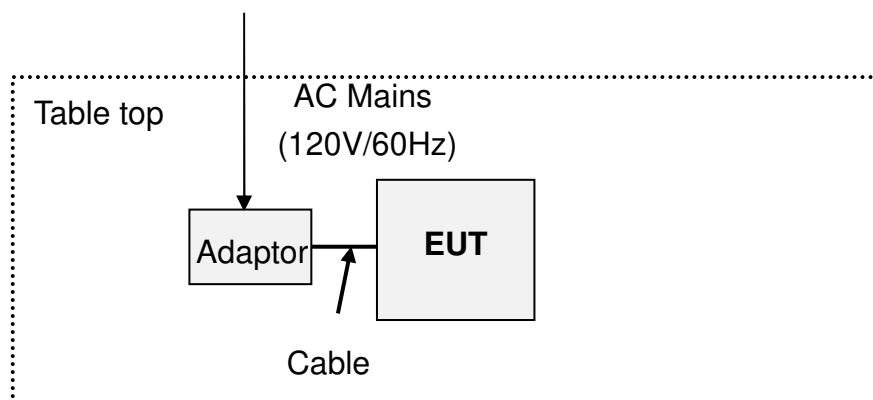 AC Mains
Table top
(120V/60Hz)
Adaptor
EUT
Cable